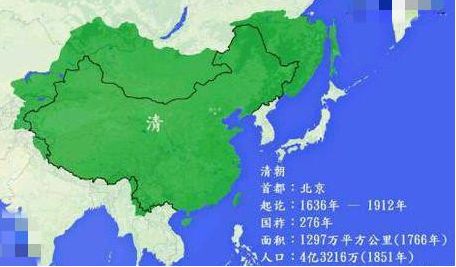 清
清朝
首都：北京
起讫：1636年 — 1912年
国祚：276年
面积：1297万平方公里(1766年)
人口：4亿3216万(1851年)